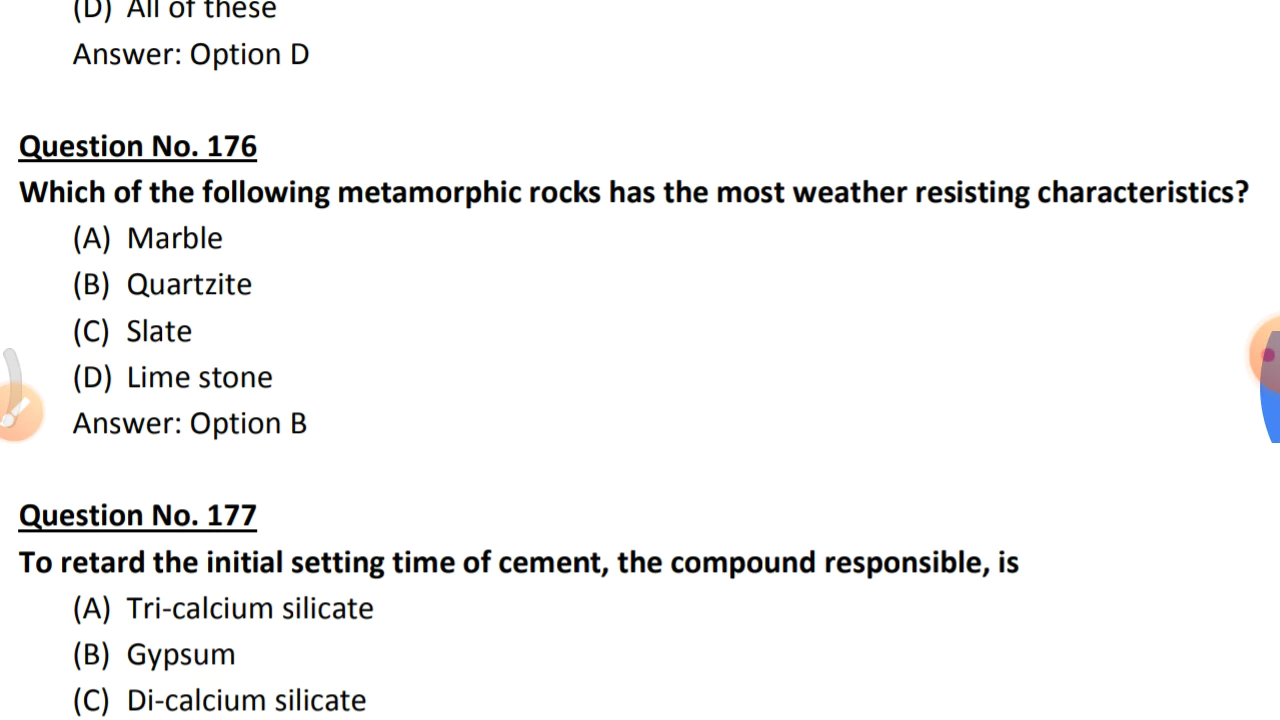 (D) All of these
Answer: Option D
Question No. 176
Which of the following metamorphic rocks has the most weather resisting characteristics?
(A) Marble
(B) Quartzite
(C) Slate
(D) Lime stone
Answer: Option B
Question No. 177
To retard the initial setting time of cement, the compound responsible, is
(A) Tri-calcium silicate
(B) Gypsum
(C) Di-calcium silicate